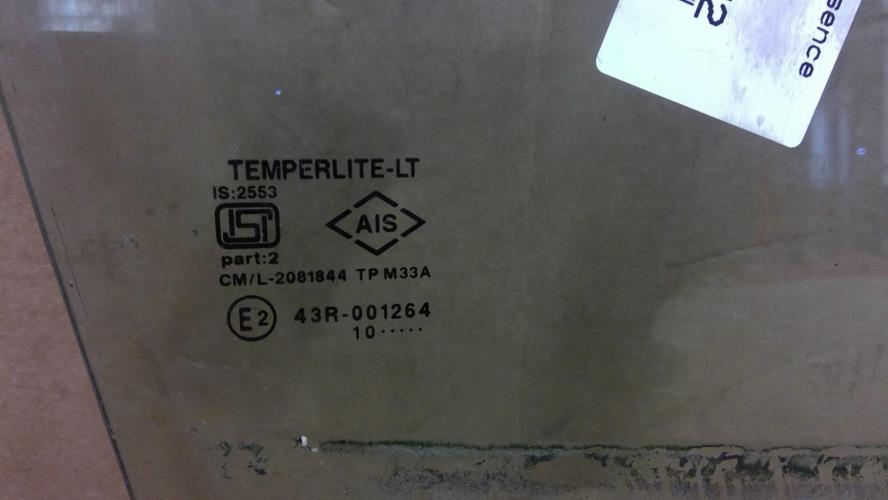 TEMPERLITE-LT
IS:2553
ISI
AIS
part:2
CM/L-2081844 TP M33A
E2 43R-001264
10·····
sence